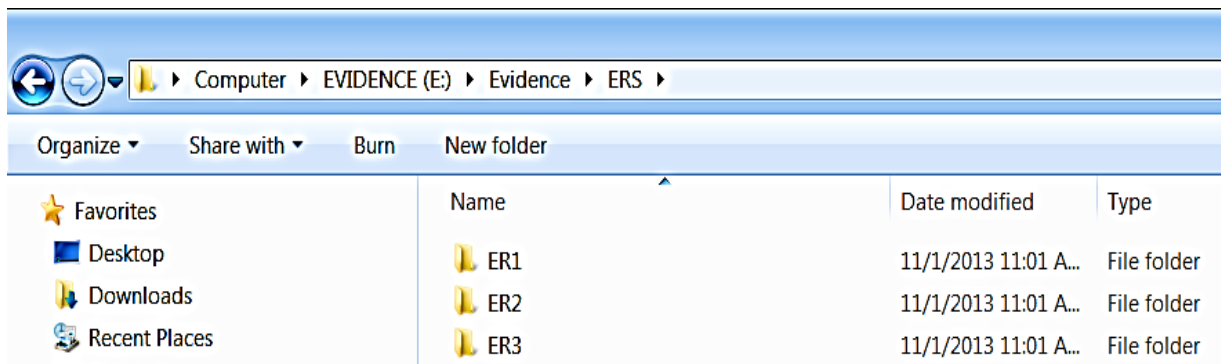 Computer EVIDENCE (E:) Evidence ERS
Organize Share with Burn New folder
Favorites
Desktop
Downloads
Recent Places
Name Date modified Type
ER1 11/1/2013 11:01 A... File folder
ER2 11/1/2013 11:01 A... File folder
ER3 11/1/2013 11:01 A... File folder